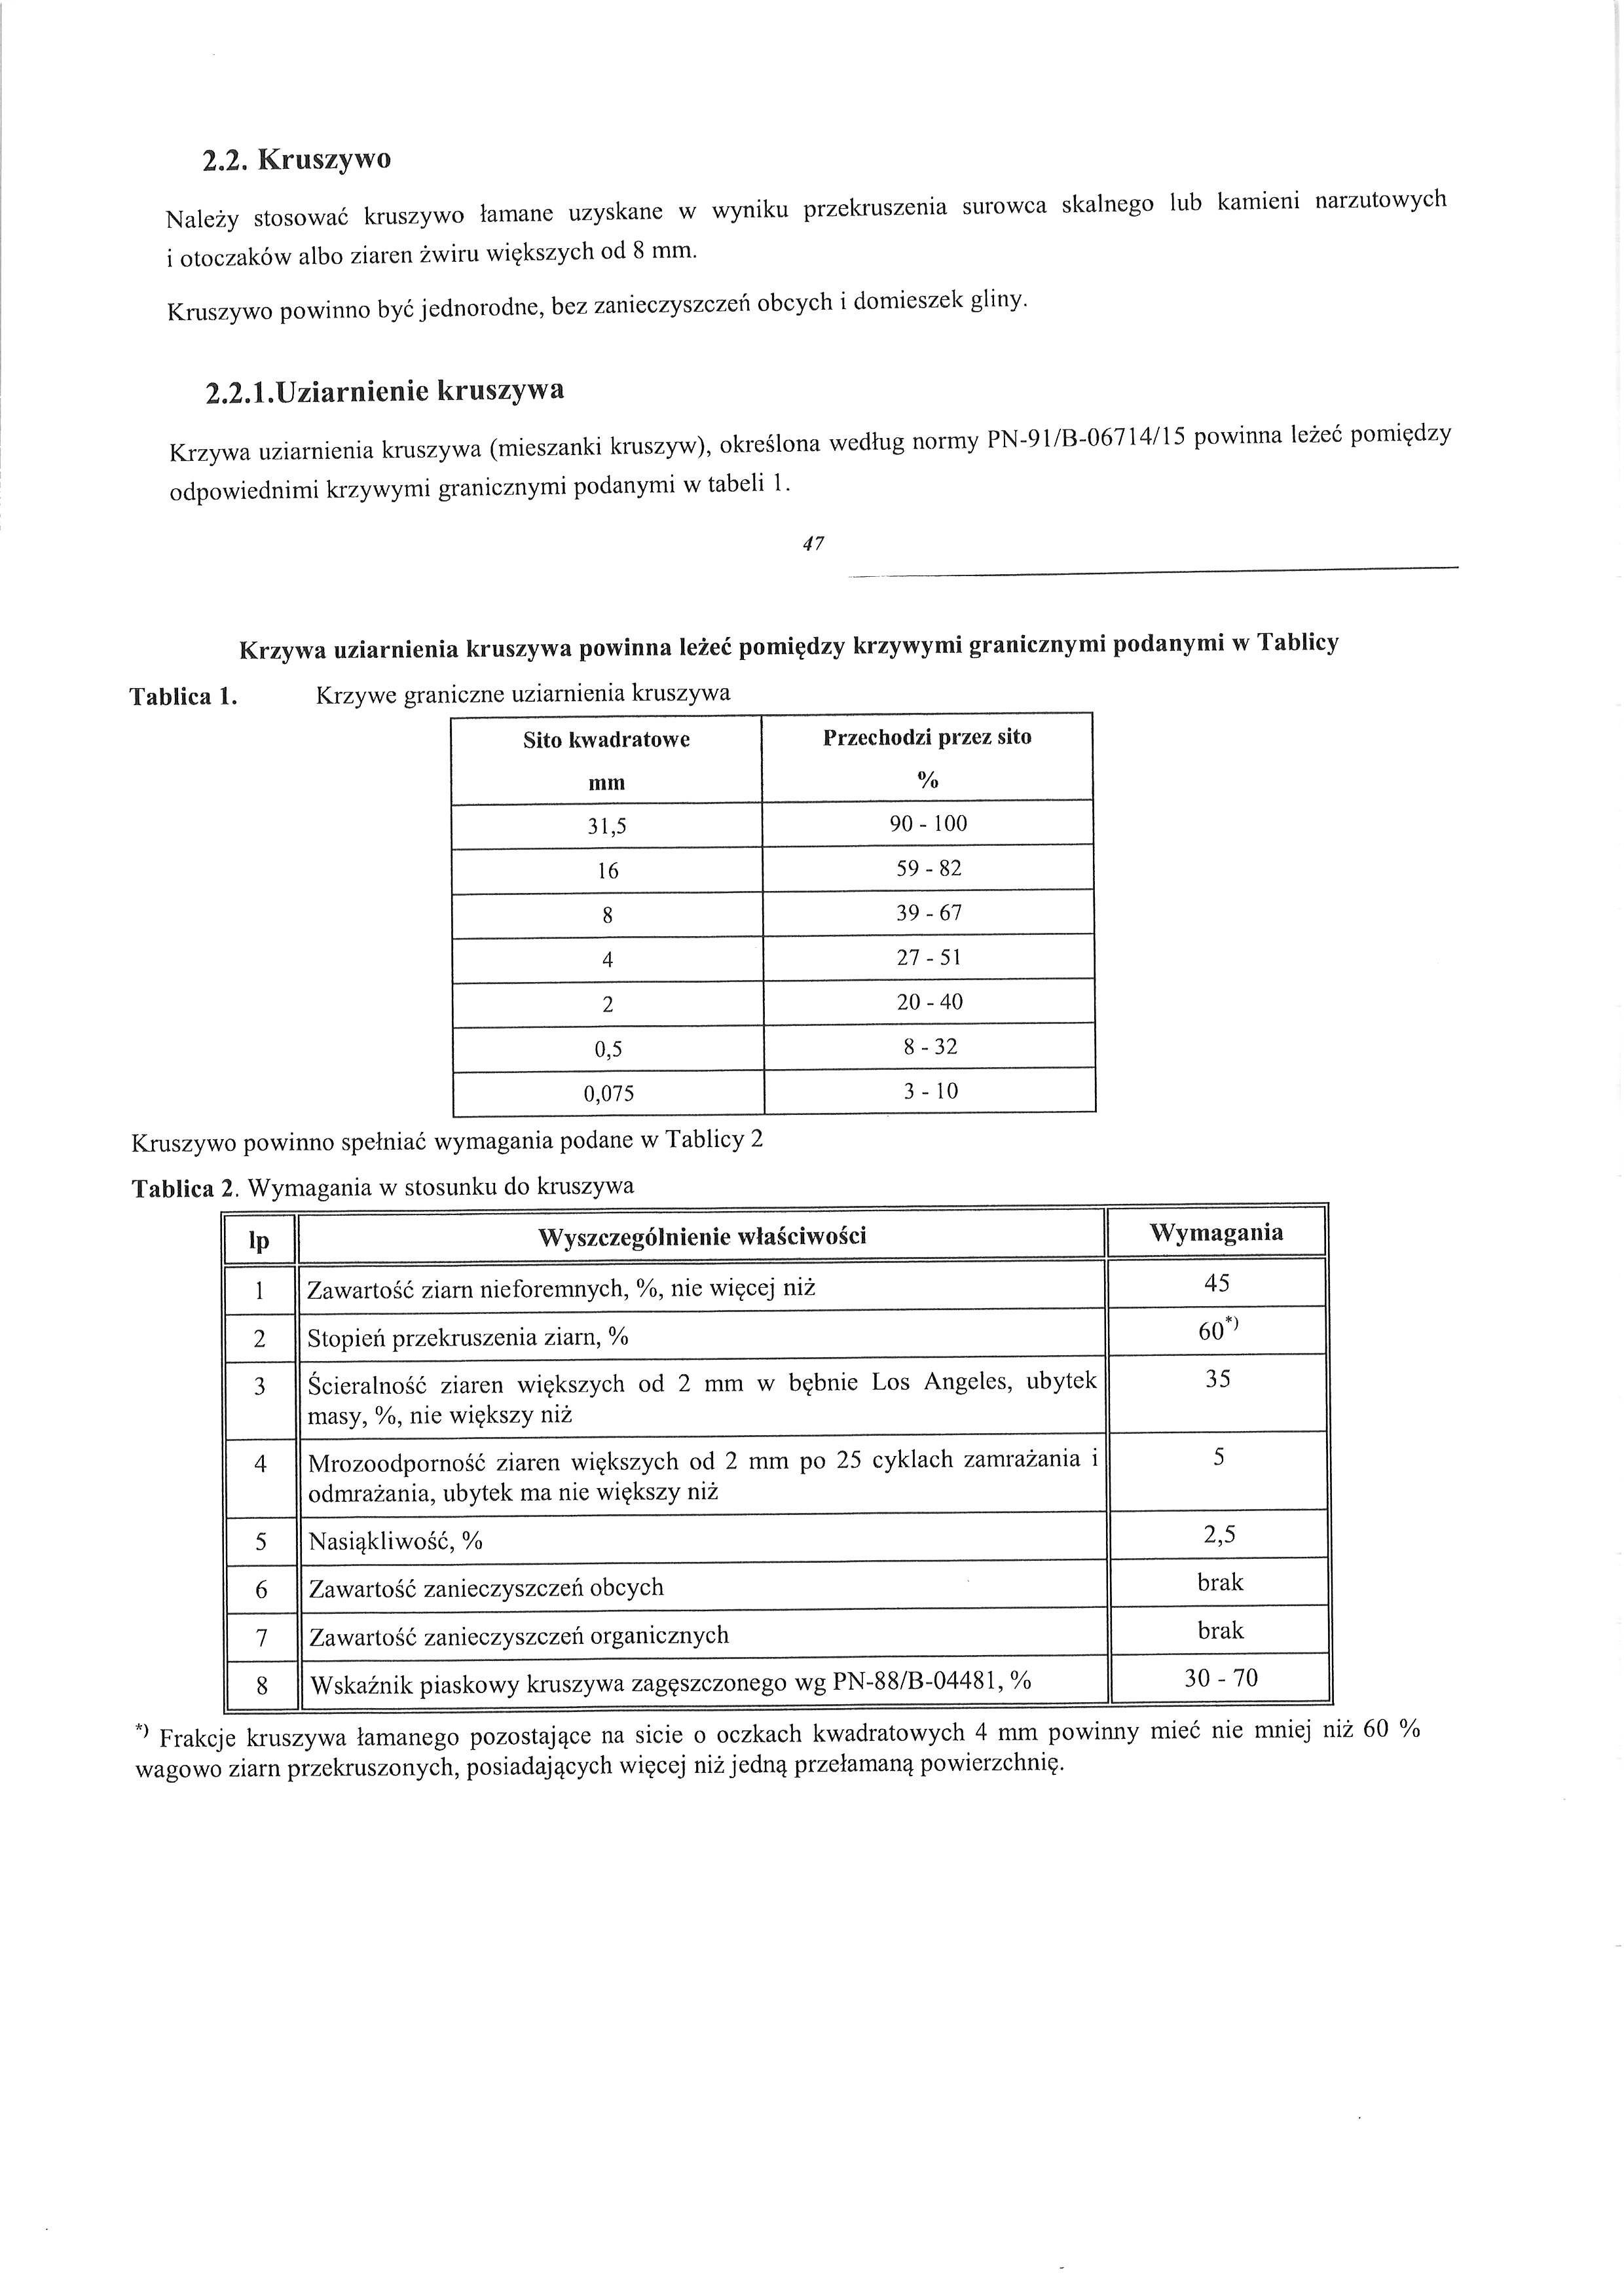 2.2. Kruszywo
Należy stosować kruszywo łamane uzyskane w wyniku przekruszenia surowca skalnego lub kamieni narzutowych
i otoczaków albo ziaren żwiru większych od 8 mm.
Kruszywo powinno być jednorodne, bez zanieczyszczeń obcych i domieszek gliny.
2.2.1.Uziarnienie kruszywa
Krzywa uziarnienia kruszywa (mieszanki kruszyw), określona według normy PN-91/B-06714/15 powinna leżeć pomiędzy
odpowiednimi krzywymi granicznymi podanymi w tabeli 1.
47
Krzywa uziarnienia kruszywa powinna leżeć pomiędzy krzywymi granicznymi podanymi w Tablicy
Tablica 1. Krzywe graniczne uziarnienia kruszywa
Sito kwadratowe Przechodzi przez sito
mm %
31,5 90 - 100
16 59 - 82
8 39 - 67
4 27 - 51
2 20 - 40
0,5 8 - 32
0,075 3 - 10
Kruszywo powinno spełniać wymagania podane w Tablicy 2
Tablica 2. Wymagania w stosunku do kruszywa
lp Wyszczególnienie właściwości Wymagania
1 Zawartość ziarn nieforemnych, %, nie więcej niż 45
2 Stopień przekruszenia ziarn, % 60*)
3 Ścieralność ziaren większych od 2 mm w bębnie Los Angeles, ubytek 35
masy, %, nie większy niż
4 Mrozoodporność ziaren większych od 2 mm po 25 cyklach zamrażania i 5
odmrażania, ubytek ma nie większy niż
5 Nasiąkliwość, % 2,5
6 Zawartość zanieczyszczeń obcych brak
7 Zawartość zanieczyszczeń organicznych brak
8 Wskaźnik piaskowy kruszywa zagęszczonego wg PN-88/B-04481, % 30 - 70
*) Frakcje kruszywa łamanego pozostające na sicie o oczkach kwadratowych 4 mm powinny mieć nie mniej niż 60 %
wagowo ziarn przekruszonych, posiadających więcej niż jedną przełamaną powierzchnię.